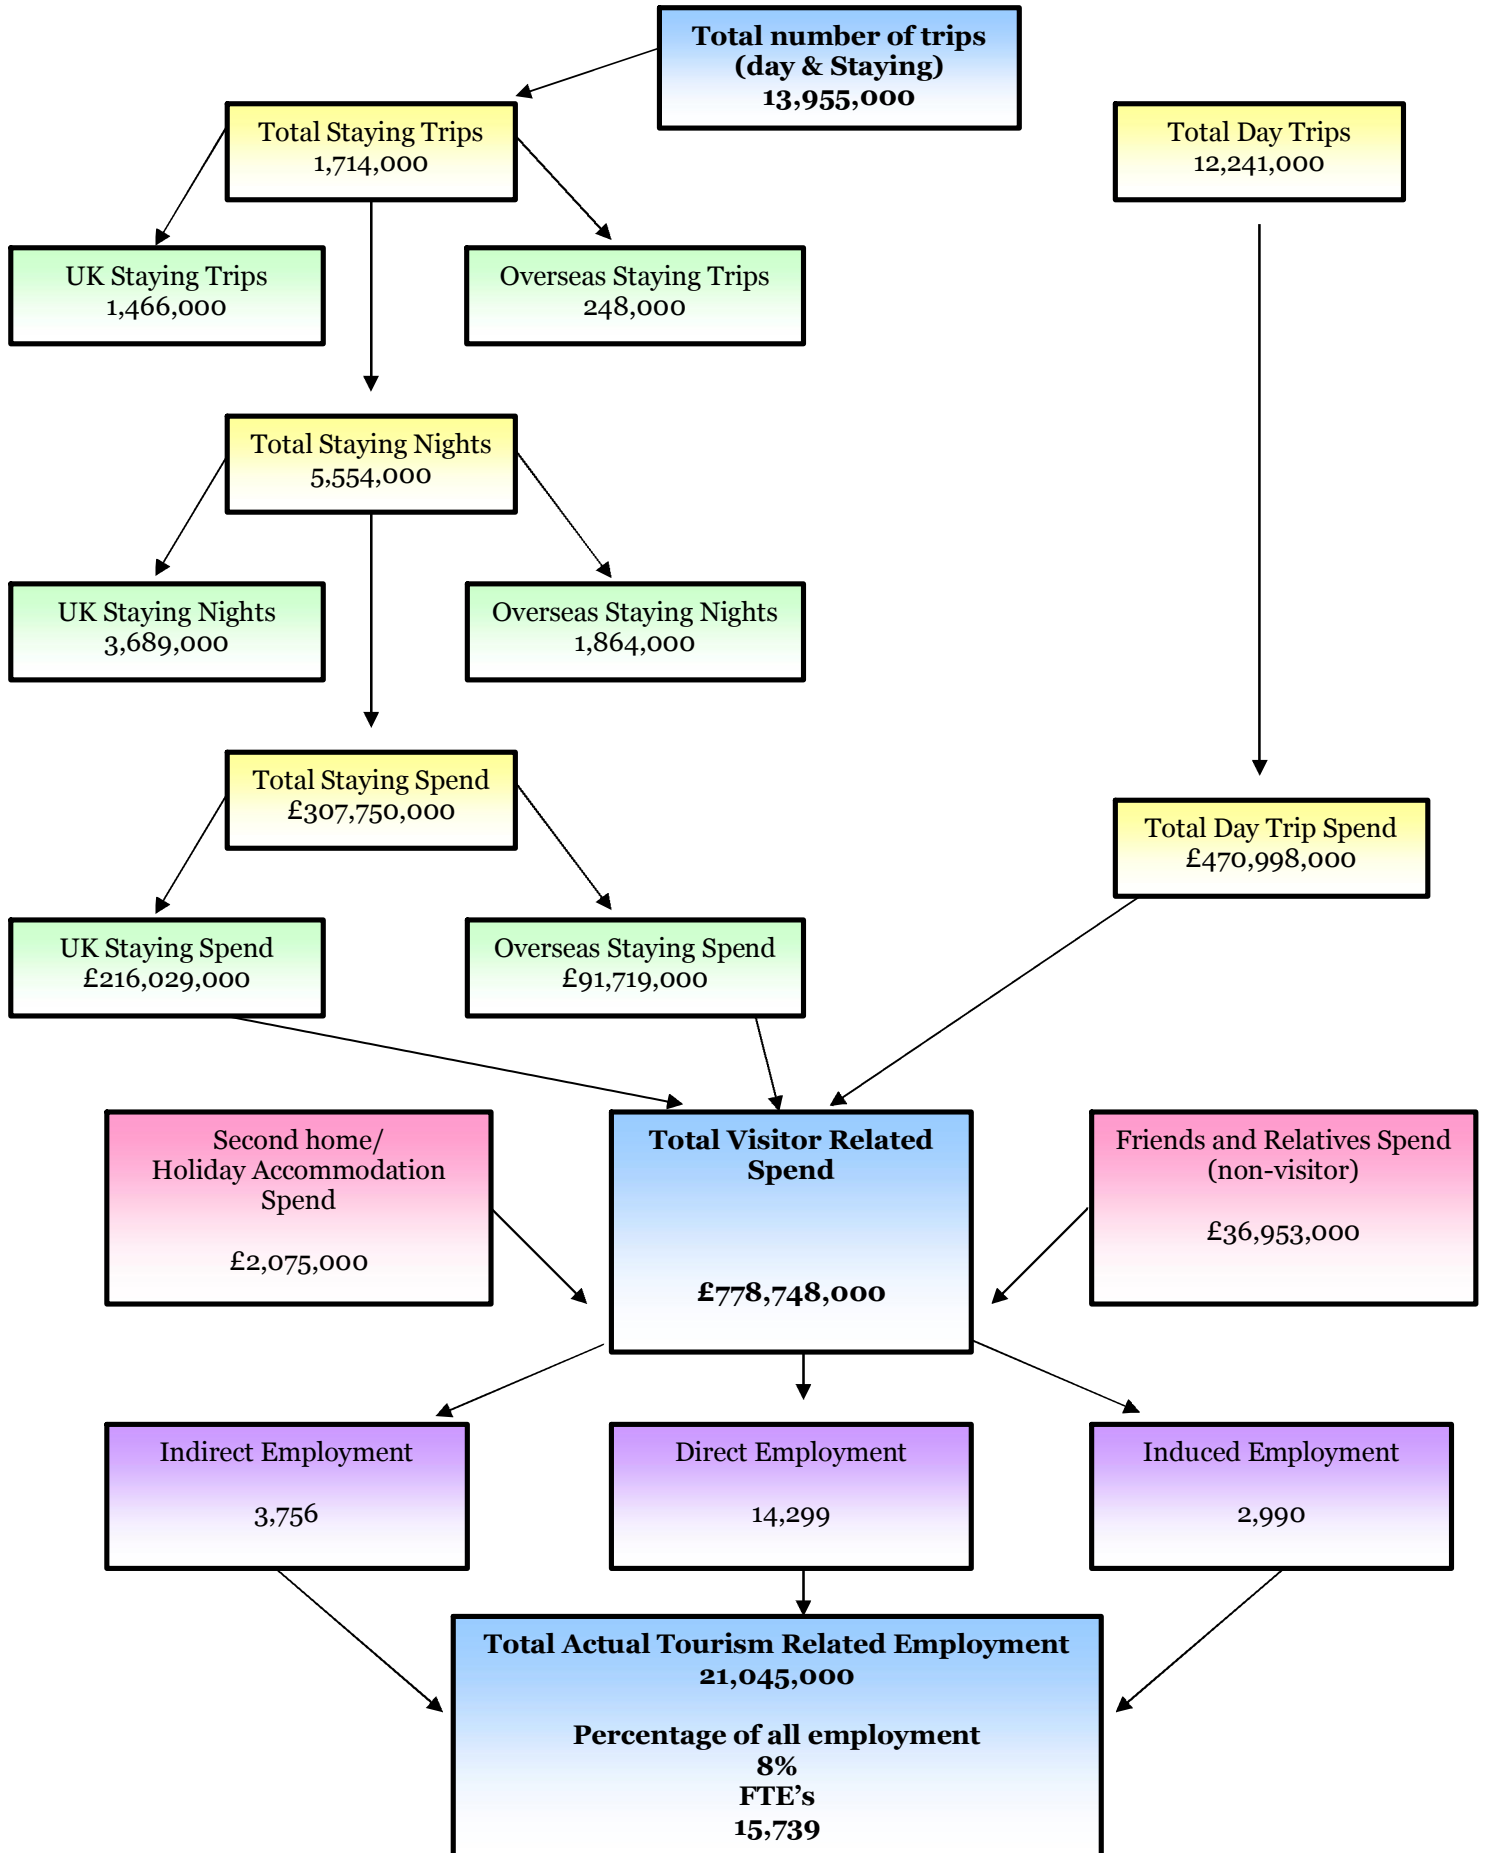 Total number of trips
(day & Staying)
13,955,000
Total Staying Trips
1,714,000
Total Day Trips
12,241,000
UK Staying Trips
1,466,000
Overseas Staying Trips
248,000
Total Staying Nights
5,554,000
UK Staying Nights
3,689,000
Overseas Staying Nights
1,864,000
Total Staying Spend
£307,750,000
Total Day Trip Spend
£470,998,000
UK Staying Spend
£216,029,000
Overseas Staying Spend
£91,719,000
Second home/
Holiday Accommodation
Spend
£2,075,000
Total Visitor Related
Spend
£778,748,000
Friends and Relatives Spend
(non-visitor)
£36,953,000
Indirect Employment
3,756
Direct Employment
14,299
Induced Employment
2,990
Total Actual Tourism Related Employment
21,045,000
Percentage of all employment
8%
FTE’s
15,739